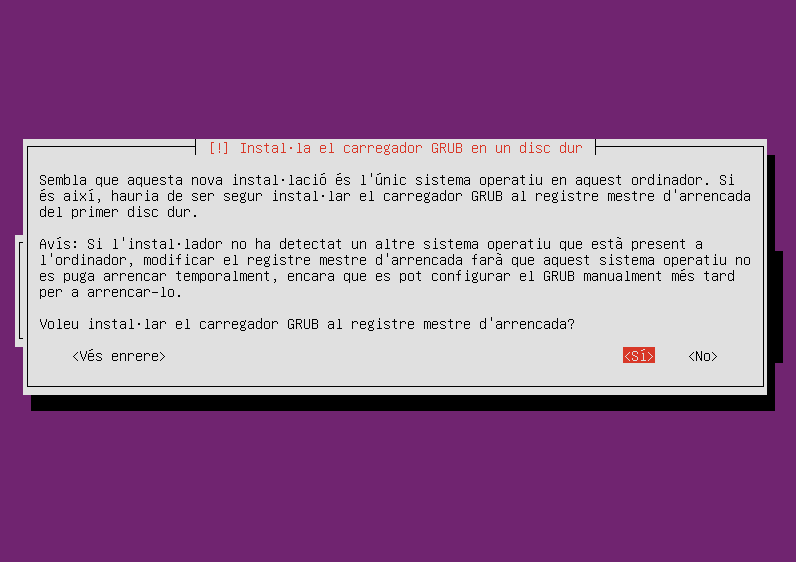 [!] Instal·la el carregador GRUB en un disc dur
Sembla que aquesta nova instal·lació és l'únic sistema operatiu en aquest ordinador. Si
és així, hauria de ser segur instal·lar el carregador GRUB al registre mestre d'arrencada
del primer disc dur.
Avís: Si l'instal·lador no ha detectat un altre sistema operatiu que està present a
l'ordinador, modificar el registre mestre d'arrencada farà que aquest sistema operatiu no
es puga arrencar temporalment, encara que es pot configurar el GRUB manualment més tard
per a arrencar-lo.
Voleu instal·lar el carregador GRUB al registre mestre d'arrencada?
<Vés enrere> <Sí> <No>